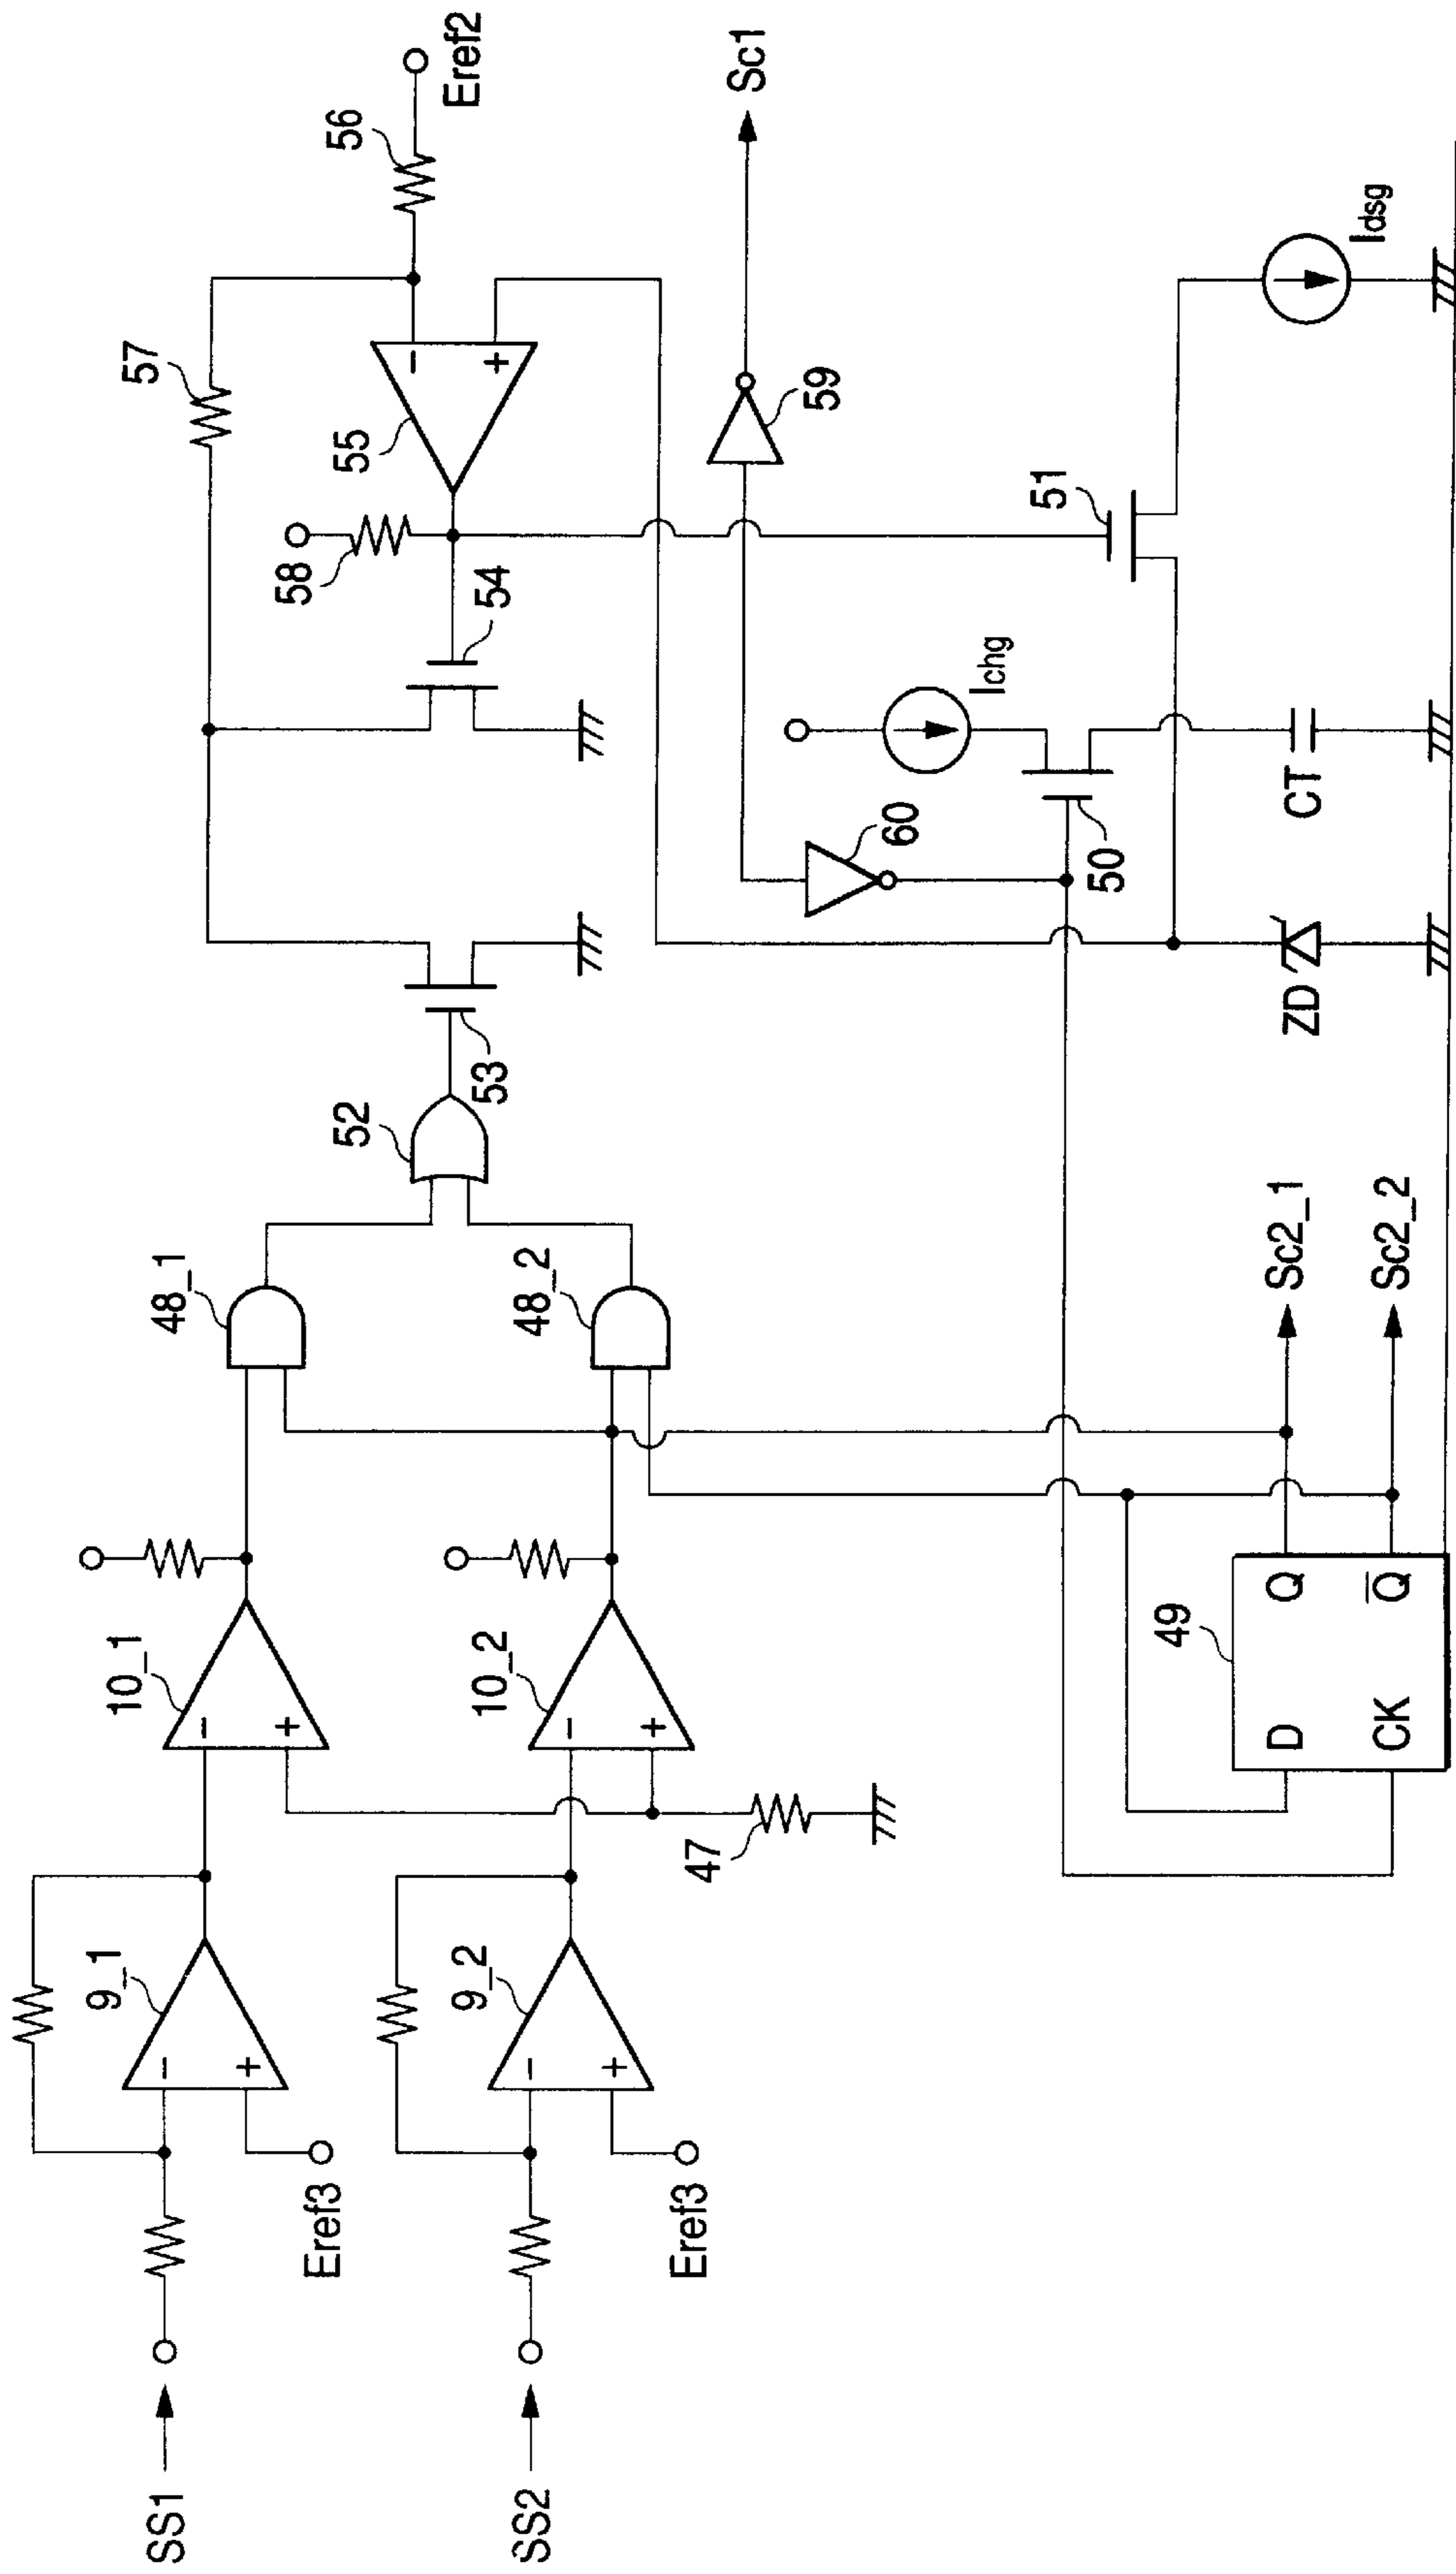 SS1
SS2
Eref3
Eref3
9_1
9_2
-
+
-
+
10_1
10_2
-
+
-
+
47
48_1
48_2
49
D
Q
CK
Q̅
Sc2_1
Sc2_2
52
53
54
57
58
55
-
+
56
Eref2
59
Sc1
60
50
51
Ichg
Idsg
CT
ZD